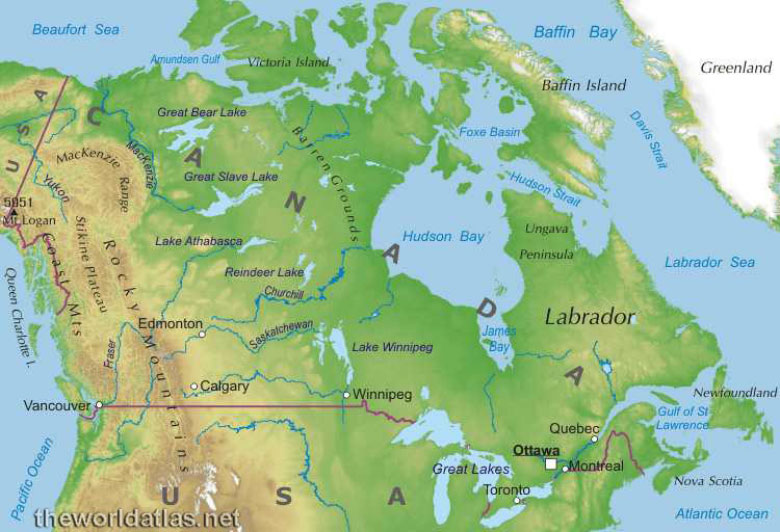 Beaufort Sea
Baffin Bay
Greenland
Amundsen Gulf
Victoria Island
Baffin Island
USA
CANADA
Great Bear Lake
MacKenzie
Barren Grounds
Foxe Basin
Davis Strait
MacKenzie
Range
Great Slave Lake
Hudson Strait
Yukon
5951
Mt Logan
Stikine Plateau
Rocky Mountains
Coast Mts
Queen Charlotte I.
Lake Athabasca
Hudson Bay
Ungava
Peninsula
Labrador Sea
Reindeer Lake
Churchill
Labrador
Edmonton
Saskatchewan
Fraser
Lake Winnipeg
James
Bay
Calgary
Winnipeg
Newfoundland
Vancouver
Gulf of St
Lawrence
Quebec
Ottawa
Montreal
Great Lakes
Toronto
Nova Scotia
Pacific Ocean
USA
Atlantic Ocean
theworldatlas.net